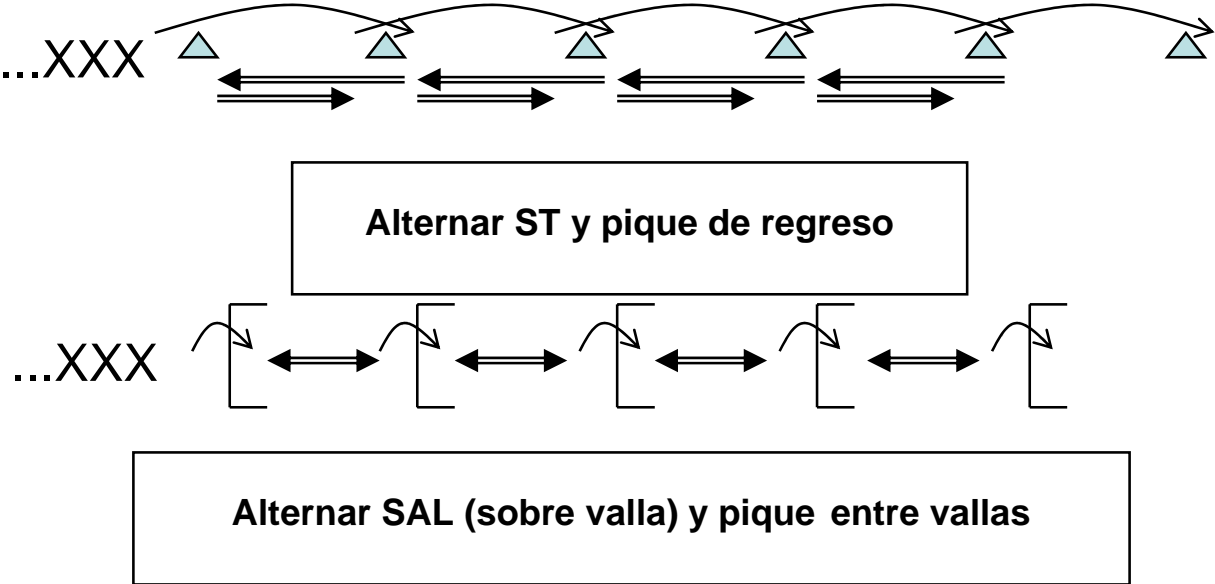 ...XXX
Alternar ST y pique de regreso
...XXX
Alternar SAL (sobre valla) y pique entre vallas